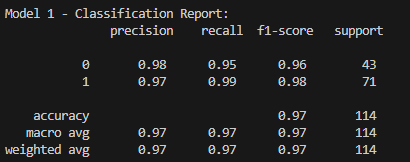 Model 1 - Classification Report:
precision recall f1-score support
0 0.98 0.95 0.96 43
1 0.97 0.99 0.98 71
accuracy 0.97 114
macro avg 0.97 0.97 0.97 114
weighted avg 0.97 0.97 0.97 114